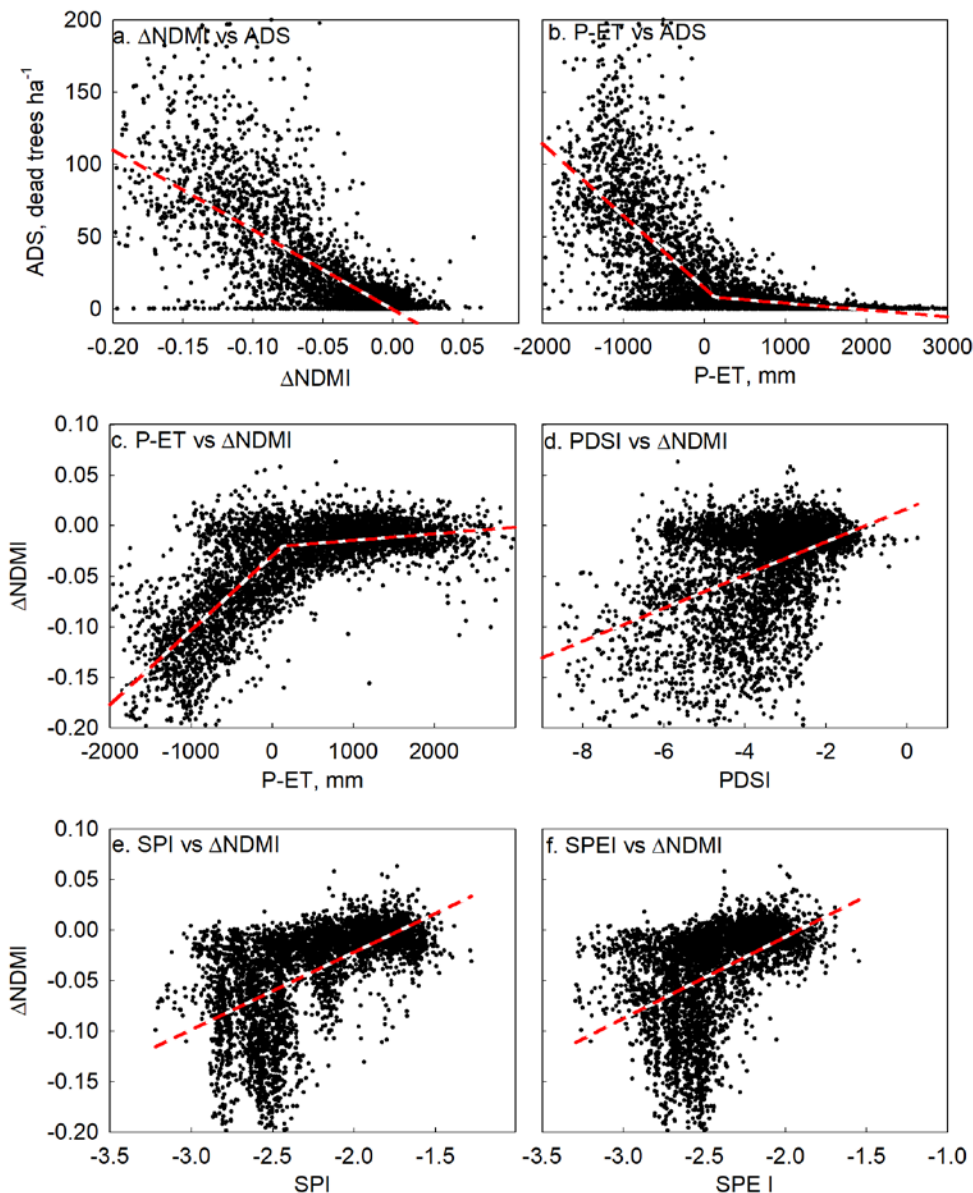 a. ΔNDMI vs ADS
b. P-ET vs ADS
200
150
100
50
0
ADS, dead trees ha-1
-0.20 -0.15 -0.10 -0.05 0.00 0.05
-2000 -1000 0 1000 2000 3000
ΔNDMI
P-ET, mm
c. P-ET vs ΔNDMI
d. PDSI vs ΔNDMI
0.10
0.05
0.00
-0.05
-0.10
-0.15
-0.20
ΔNDMI
-2000 -1000 0 1000 2000
-8 -6 -4 -2 0
P-ET, mm
PDSI
e. SPI vs ΔNDMI
f. SPEI vs ΔNDMI
0.10
0.05
0.00
-0.05
-0.10
-0.15
-0.20
ΔNDMI
-3.5 -3.0 -2.5 -2.0 -1.5
-3.5 -3.0 -2.5 -2.0 -1.5 -1.0
SPI
SPE I